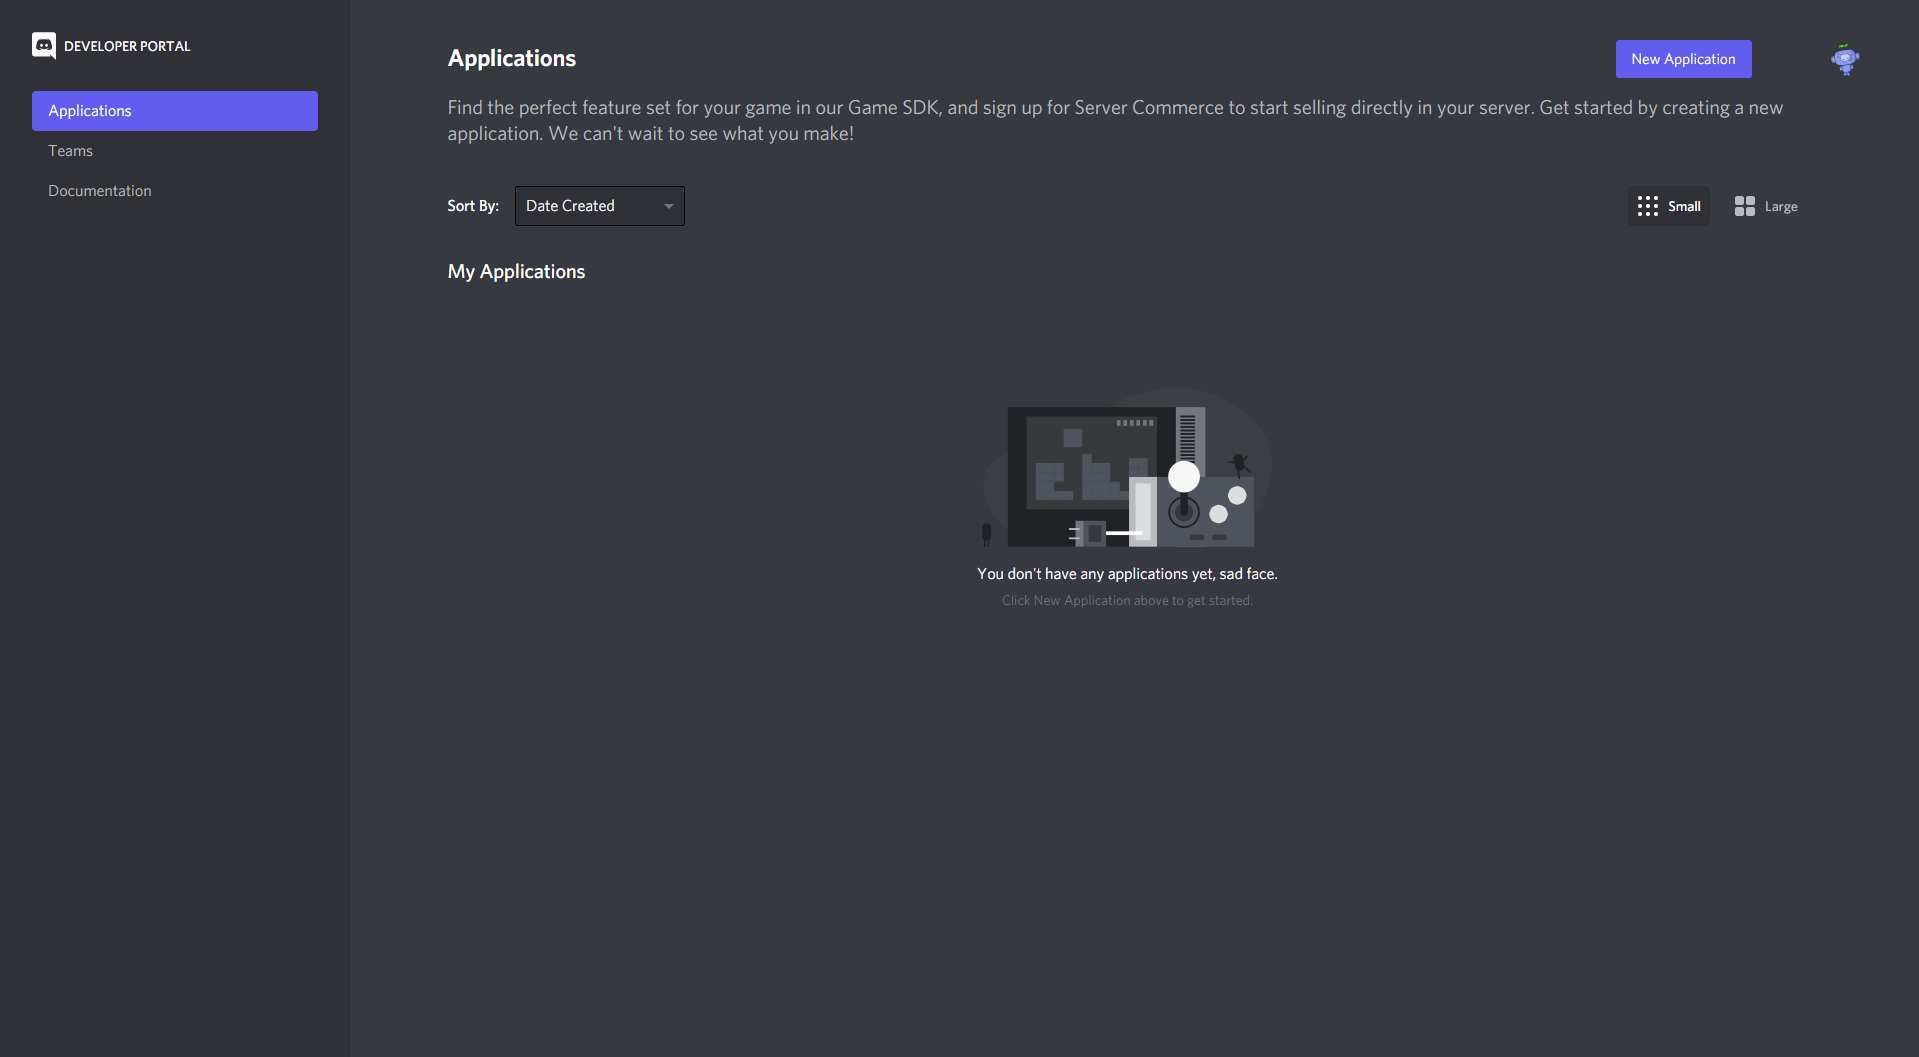 DEVELOPER PORTAL
Applications
Teams
Documentation
Applications
New Application
Find the perfect feature set for your game in our Game SDK, and sign up for Server Commerce to start selling directly in your server. Get started by creating a new
application. We can't wait to see what you make!
Sort By: Date Created
Small Large
My Applications
You don't have any applications yet, sad face.
Click New Application above to get started.